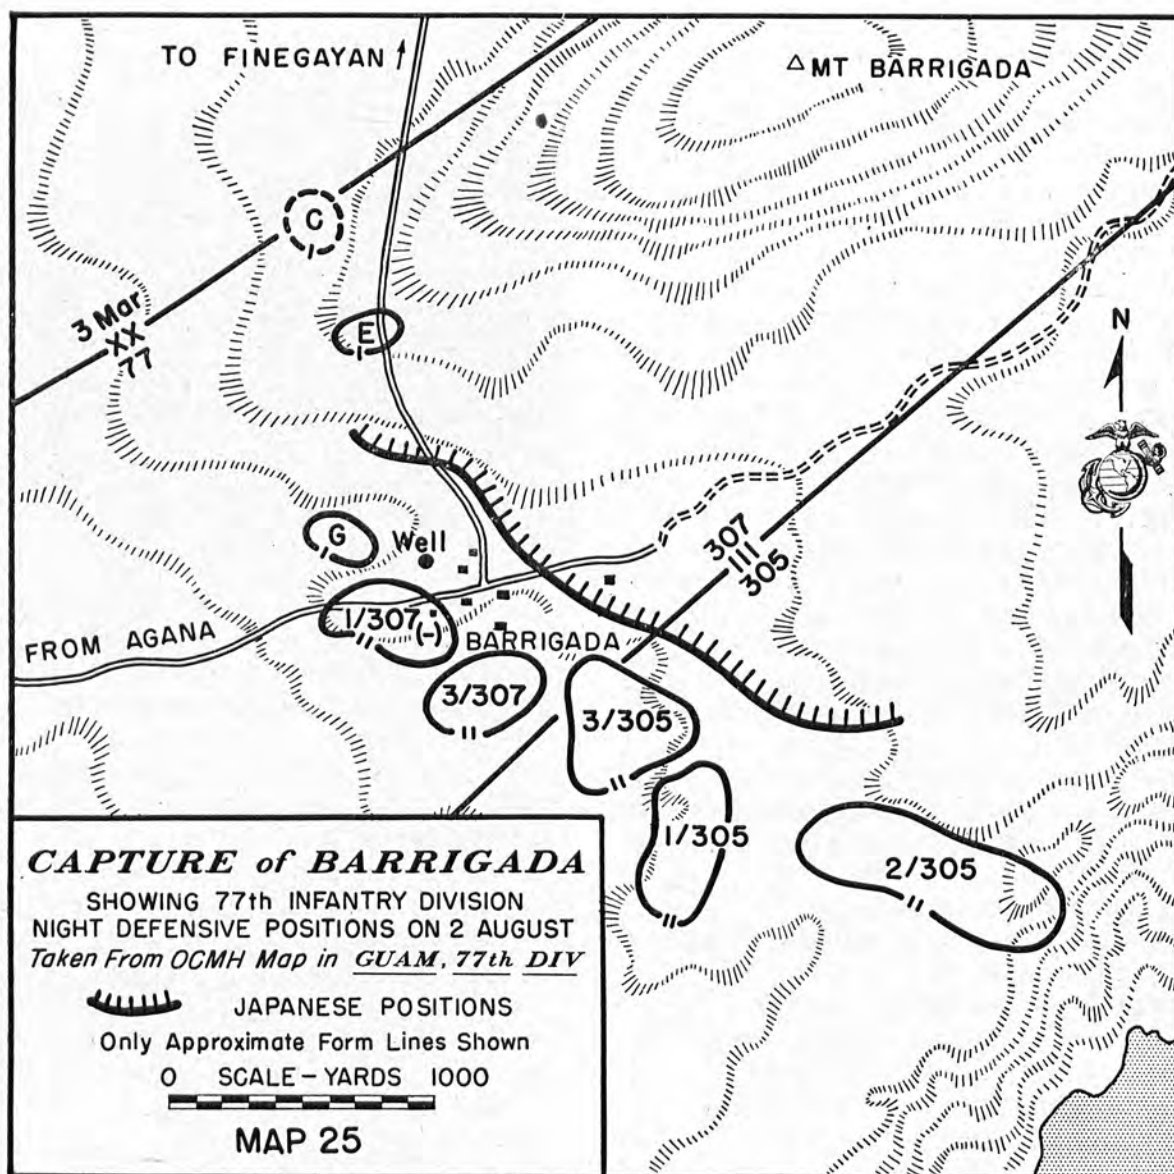 TO FINEGAYAN
MT BARRIGADA
C
3 Mar
XX
77
E
N
G
Well
307
III
305
1/307
(-)
FROM AGANA
BARRIGADA
3/307
3/305
1/305
2/305
CAPTURE of BARRIGADA
SHOWING 77th INFANTRY DIVISION
NIGHT DEFENSIVE POSITIONS ON 2 AUGUST
Taken From OCMH Map in GUAM, 77th DIV
JAPANESE POSITIONS
Only Approximate Form Lines Shown
0 SCALE-YARDS 1000
MAP 25